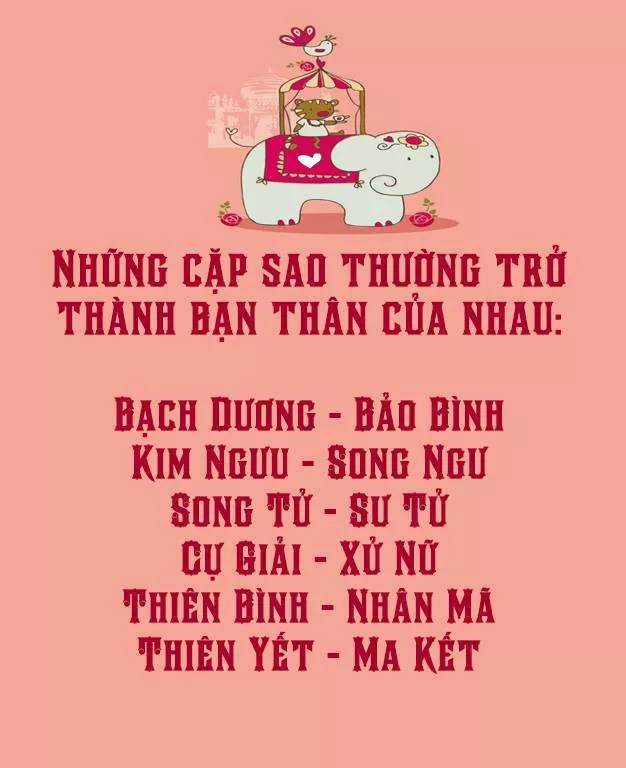 Những cặp sao thường trở
thành bạn thân của nhau:
Bạch Dương - Bảo Bình
Kim Ngưu - Song Ngư
Song Tử - Sư Tử
Cự Giải - Xử Nữ
Thiên Bình - Nhân Mã
Thiên Yết - Ma Kết